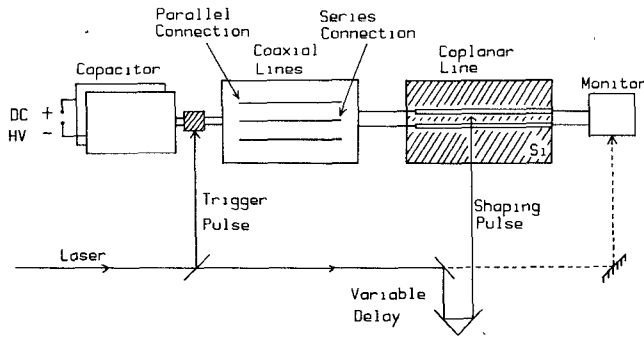 Parallel
Connection
Series
Connection
Coaxial
Lines
Coplanar
Line
Capacitor
Monitor
DC +
HV ~
Si
Trigger
Pulse
Shaping
Pulse
Laser
Variable
Delay